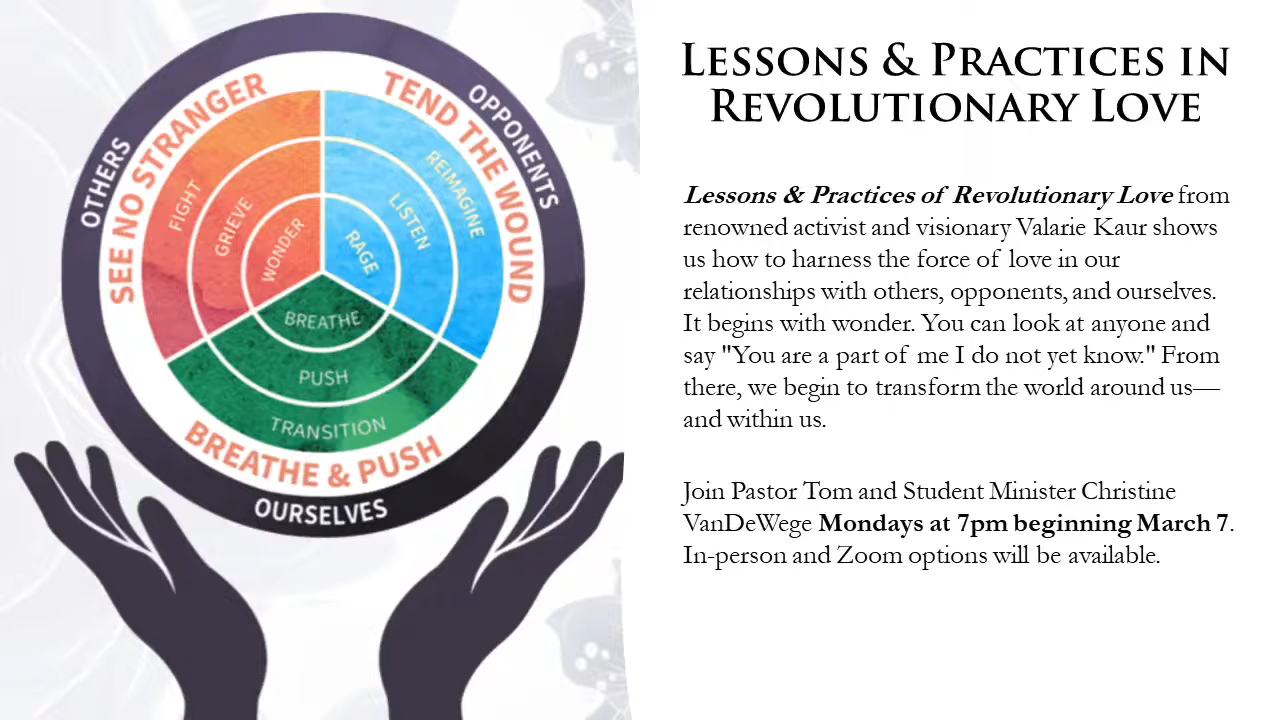 OTHERS
SEE NO STRANGER
FIGHT
GRIEVE
WONDER
OPPONENTS
TEND THE WOUND
REIMAGINE
LISTEN
RAGE
BREATHE
PUSH
TRANSITION
BREATHE & PUSH
OURSELVES
LESSONS & PRACTICES IN
REVOLUTIONARY LOVE
Lessons & Practices of Revolutionary Love from
renowned activist and visionary Valarie Kaur shows
us how to harness the force of love in our
relationships with others, opponents, and ourselves.
It begins with wonder. You can look at anyone and
say "You are a part of me I do not yet know." From
there, we begin to transform the world around us—
and within us.
Join Pastor Tom and Student Minister Christine
VanDeWege Mondays at 7pm beginning March 7.
In-person and Zoom options will be available.